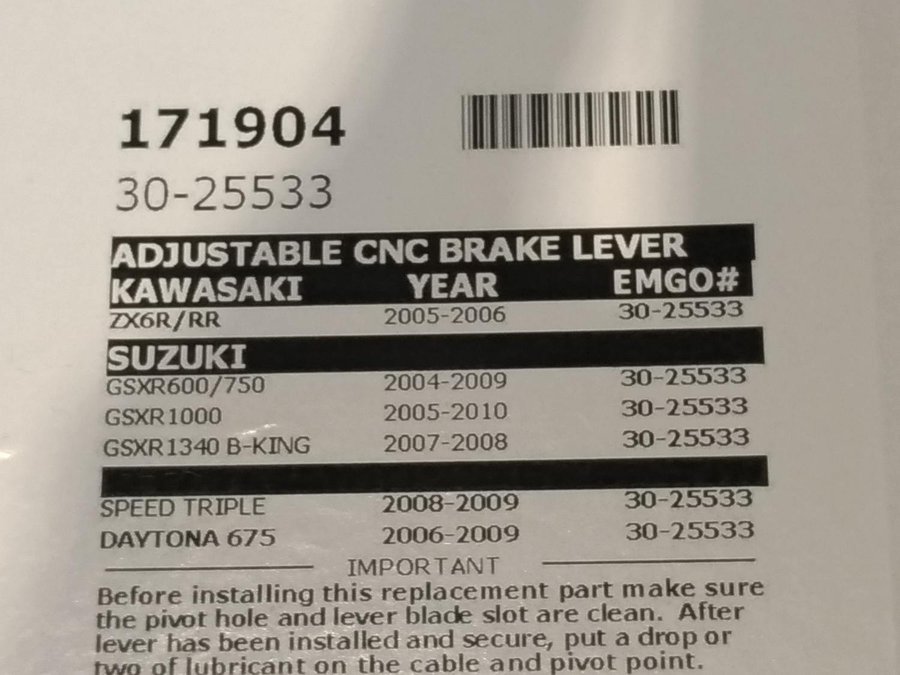 171904
30-25533
ADJUSTABLE CNC BRAKE LEVER
KAWASAKI YEAR EMGO#
ZX6R/RR 2005-2006 30-25533
SUZUKI
GSXR600/750 2004-2009 30-25533
GSXR1000 2005-2010 30-25533
GSXR1340 B-KING 2007-2008 30-25533
SPEED TRIPLE 2008-2009 30-25533
DAYTONA 675 2006-2009 30-25533
IMPORTANT
Before installing this replacement part make sure
the pivot hole and lever blade slot are clean. After
lever has been installed and secure, put a drop or
two of lubricant on the cable and pivot point.